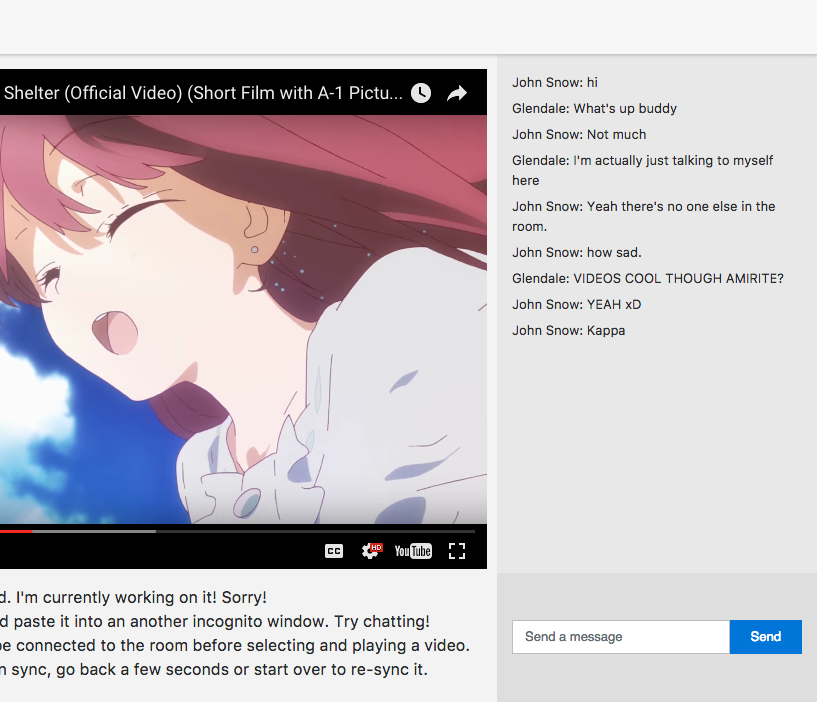 Shelter (Official Video) (Short Film with A-1 Pictu...
John Snow: hi
Glendale: What's up buddy
John Snow: Not much
Glendale: I'm actually just talking to myself
here
John Snow: Yeah there's no one else in the
room.
John Snow: how sad.
Glendale: VIDEOS COOL THOUGH AMIRITE?
John Snow: YEAH xD
John Snow: Kappa
CC HD YouTube
d. I'm currently working on it! Sorry!
d paste it into an another incognito window. Try chatting!
be connected to the room before selecting and playing a video.
n sync, go back a few seconds or start over to re-sync it.
Send a message Send